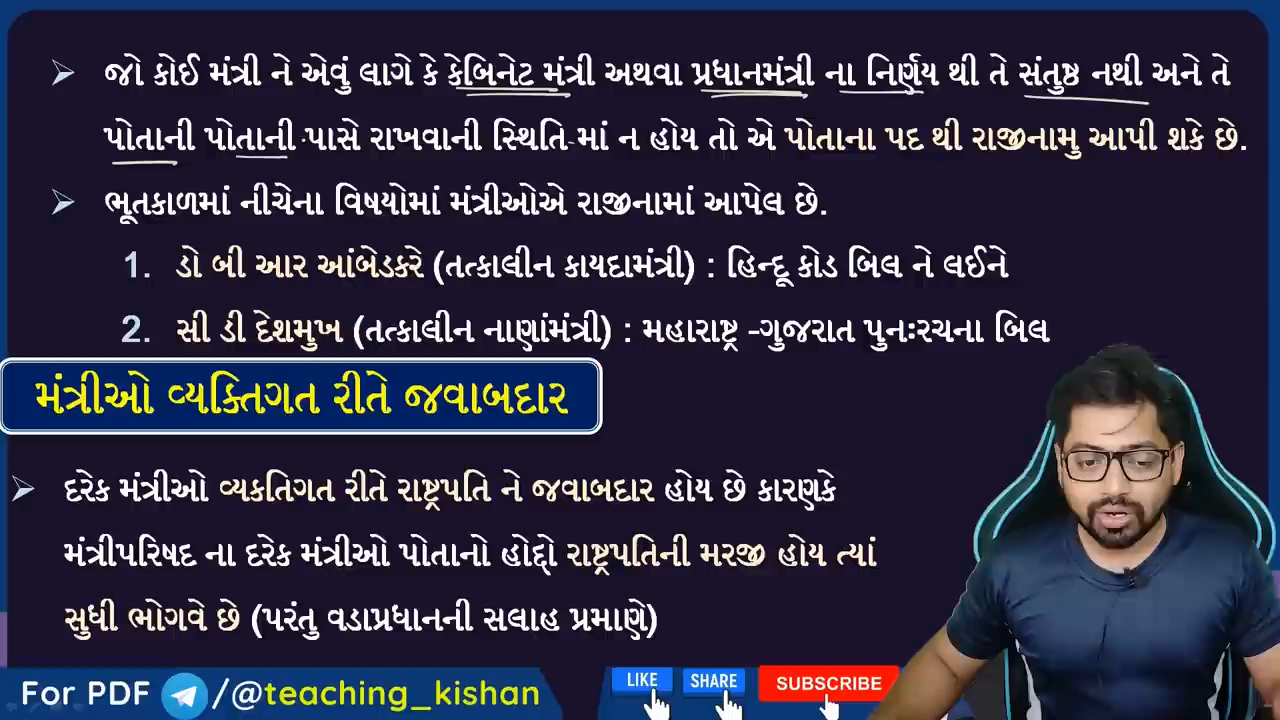 જો કોઈ મંત્રી ને એવું લાગે કે કેબિનેટ મંત્રી અથવા પ્રધાનમંત્રી ના નિર્ણય થી તે સંતુષ્ઠ નથી અને તે
પોતાની પોતાની પાસે રાખવાની સ્થિતિ માં ન હોય તો એ પોતાના પદ થી રાજીનામુ આપી શકે છે.
ભૂતકાળમાં નીચેના વિષયોમાં મંત્રીઓએ રાજીનામાં આપેલ છે.
1. ડો બી આર આંબેડકરે (તત્કાલીન કાયદામંત્રી) : હિન્દૂ કોડ બિલ ને લઈને
2. સી ડી દેશમુખ (તત્કાલીન નાણાંમંત્રી) : મહારાષ્ટ્ર -ગુજરાત પુનઃરચના બિલ
મંત્રીઓ વ્યક્તિગત રીતે જવાબદાર
દરેક મંત્રીઓ વ્યકતિગત રીતે રાષ્ટ્રપતિ ને જવાબદાર હોય છે કારણકે
મંત્રીપરિષદ ના દરેક મંત્રીઓ પોતાનો હોદ્દો રાષ્ટ્રપતિની મરજી હોય ત્યાં
સુધી ભોગવે છે (પરંતુ વડાપ્રધાનની સલાહ પ્રમાણે)
For PDF /@teaching_kishan
LIKE SHARE SUBSCRIBE